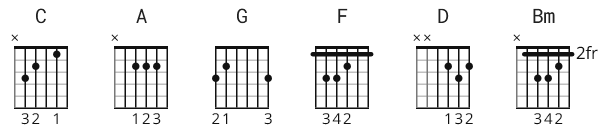 C A G F D Bm
× × ×× ×
2fr
32 1 123 21 3 342 132 342